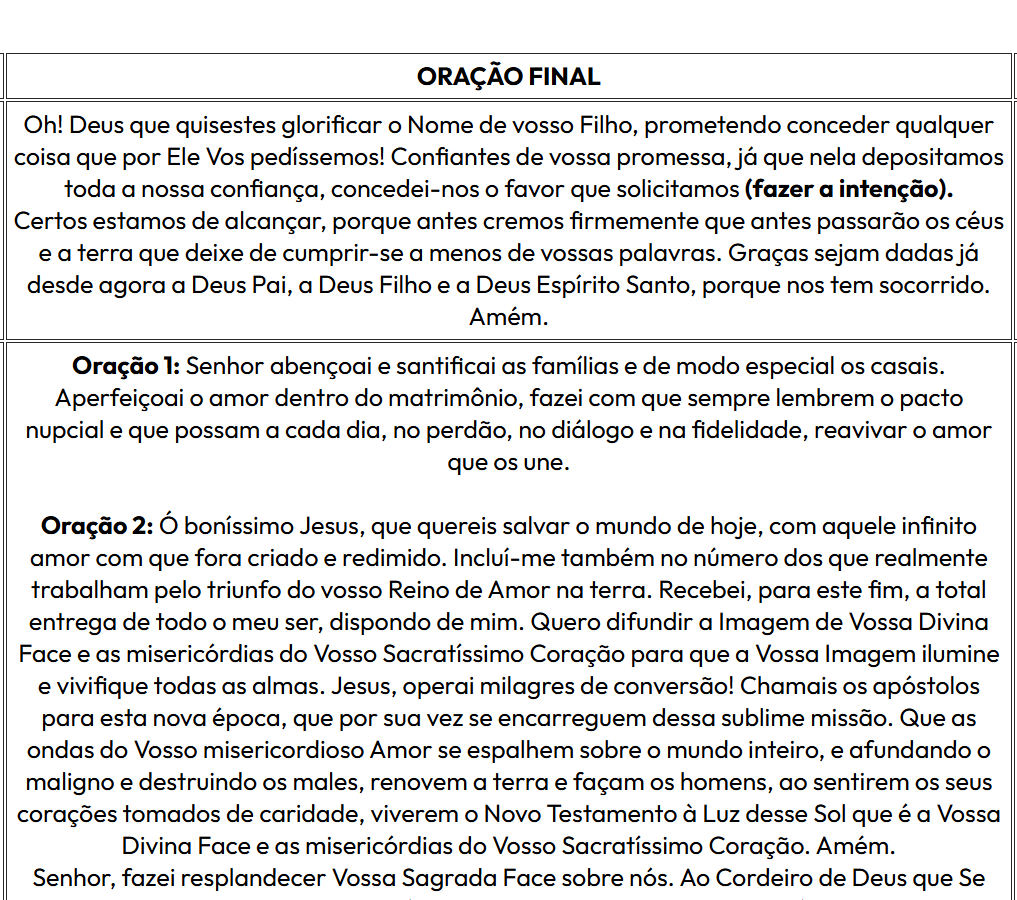 ORAÇÃO FINAL
Oh! Deus que quisestes glorificar o Nome de vosso Filho, prometendo conceder qualquer
coisa que por Ele Vos pedíssemos! Confiantes de vossa promessa, já que nela depositamos
toda a nossa confiança, concedei-nos o favor que solicitamos (fazer a intenção).
Certos estamos de alcançar, porque antes cremos firmemente que antes passarão os céus
e a terra que deixe de cumprir-se a menos de vossas palavras. Graças sejam dadas já
desde agora a Deus Pai, a Deus Filho e a Deus Espírito Santo, porque nos tem socorrido.
Amém.
Oração 1: Senhor abençoai e santificai as famílias e de modo especial os casais.
Aperfeiçoai o amor dentro do matrimônio, fazei com que sempre lembrem o pacto
nupcial e que possam a cada dia, no perdão, no diálogo e na fidelidade, reavivar o amor
que os une.
Oração 2: Ó boníssimo Jesus, que quereis salvar o mundo de hoje, com aquele infinito
amor com que fora criado e redimido. Incluí-me também no número dos que realmente
trabalham pelo triunfo do vosso Reino de Amor na terra. Recebei, para este fim, a total
entrega de todo o meu ser, dispondo de mim. Quero difundir a Imagem de Vossa Divina
Face e as misericórdias do Vosso Sacratíssimo Coração para que a Vossa Imagem ilumine
e vivifique todas as almas. Jesus, operai milagres de conversão! Chamais os apóstolos
para esta nova época, que por sua vez se encarreguem dessa sublime missão. Que as
ondas do Vosso misericordioso Amor se espalhem sobre o mundo inteiro, e afundando o
maligno e destruindo os males, renovem a terra e façam os homens, ao sentirem os seus
corações tomados de caridade, viverem o Novo Testamento à Luz desse Sol que é a Vossa
Divina Face e as misericórdias do Vosso Sacratíssimo Coração. Amém.
Senhor, fazei resplandecer Vossa Sagrada Face sobre nós. Ao Cordeiro de Deus que Se